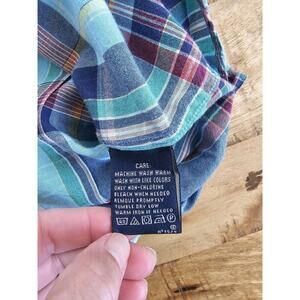 CARE:
MACHINE WASH WARM
WASH WITH LIKE COLORS
ONLY NON-CHLORINE
BLEACH WHEN NEEDED
REMOVE PROMPTLY
TUMBLE DRY LOW
WARM IRON IF NEEDED